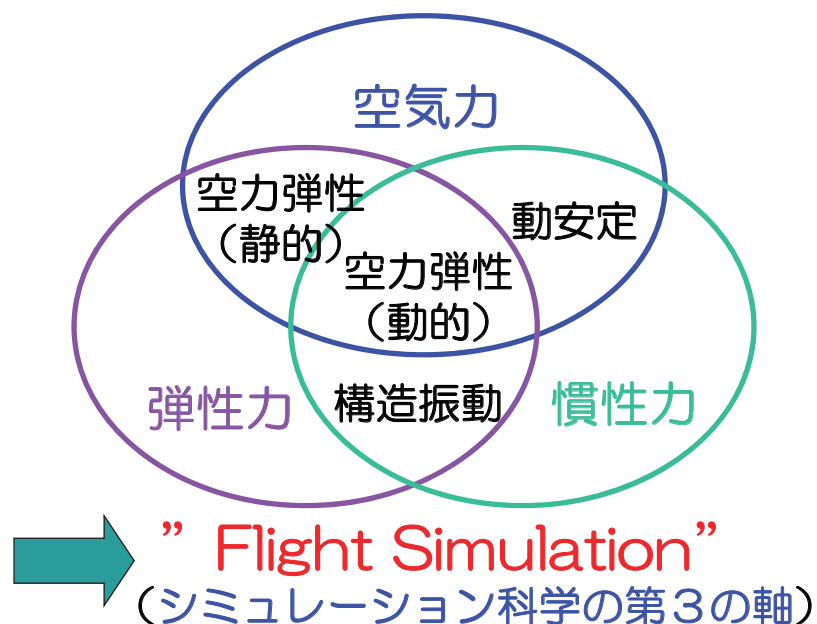 空気力
空力弾性
（静的）
動安定
空力弾性
（動的）
弾性力
構造振動
慣性力
”Flight Simulation”
（シミュレーション科学の第３の軸）